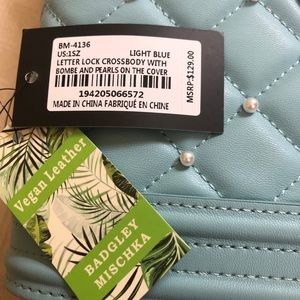 BM-4136
US:1SZ LIGHT BLUE
LETTER LOCK CROSSBODY WITH
BOMBE AND PEARLS ON THE COVER
194205066572
MADE IN CHINA FABRIQUÉ EN CHINE
MSRP:$129.00
Vegan Leather
BADGLEY
MISCHKA